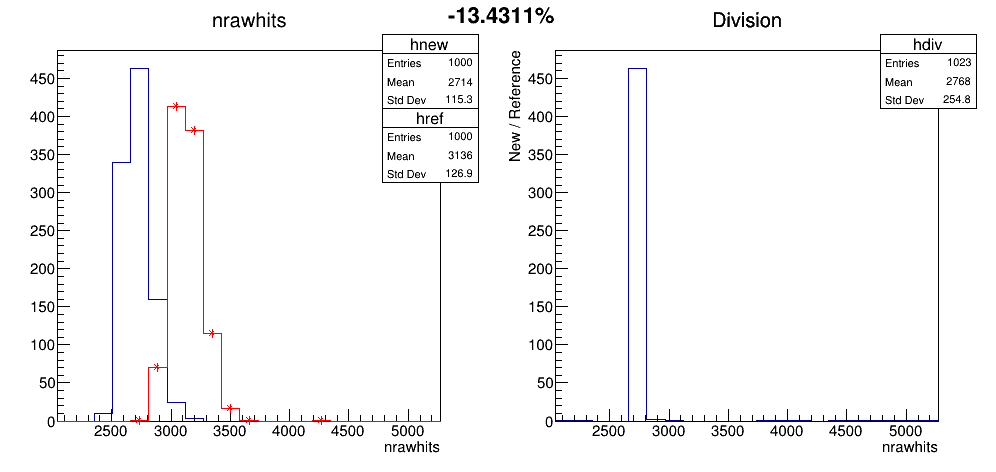 -13.4311%
nrawhits
hnew
Entries 1000
Mean 2714
Std Dev 115.3
href
Entries 1000
Mean 3136
Std Dev 126.9
450
400
350
300
250
200
150
100
50
0
2500 3000 3500 4000 4500 5000
nrawhits
Division
hdiv
Entries 1023
Mean 2768
Std Dev 254.8
New / Reference
450
400
350
300
250
200
150
100
50
0
2500 3000 3500 4000 4500 5000
nrawhits